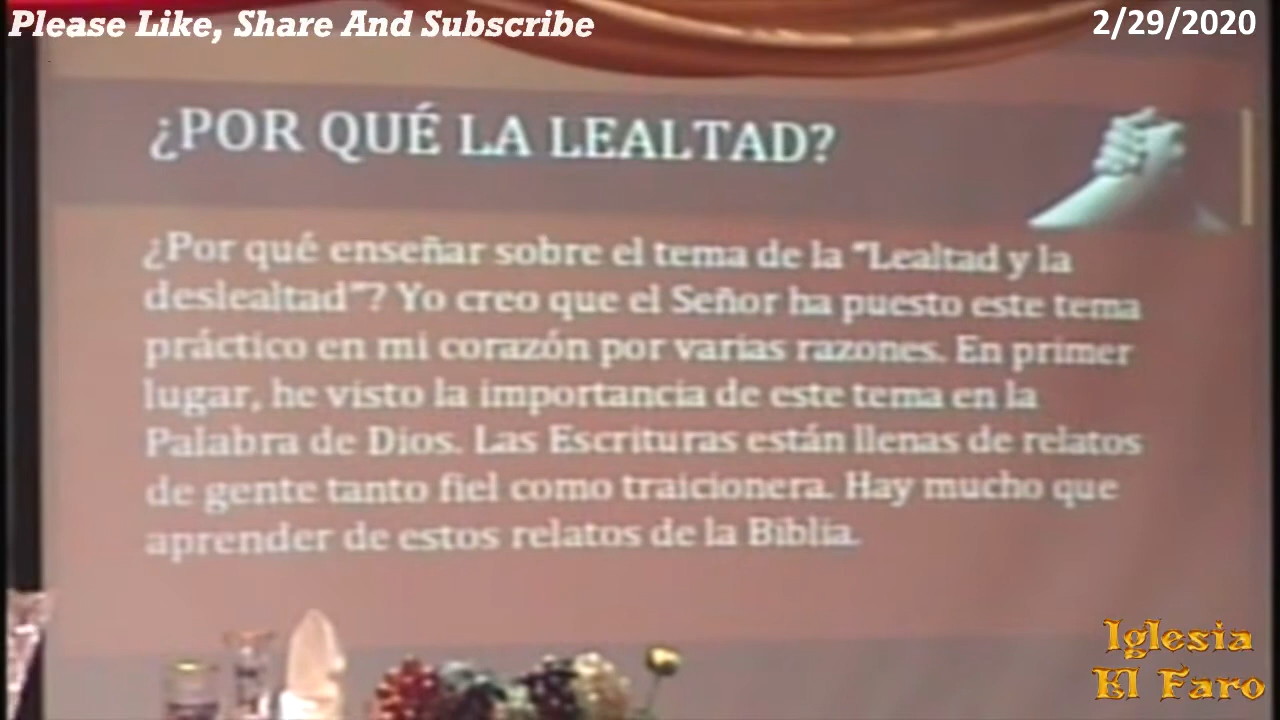 Please Like, Share And Subscribe
2/29/2020
¿POR QUÉ LA LEALTAD?
¿Por qué enseñar sobre el tema de la "Lealtad y la
deslealtad"? Yo creo que el Señor ha puesto este tema
práctico en mi corazón por varias razones. En primer
lugar, he visto la importancia de este tema en la
Palabra de Dios. Las Escrituras están llenas de relatos
de gente tanto fiel como traicionera. Hay mucho que
aprender de estos relatos de la Biblia.
Iglesia
El Faro